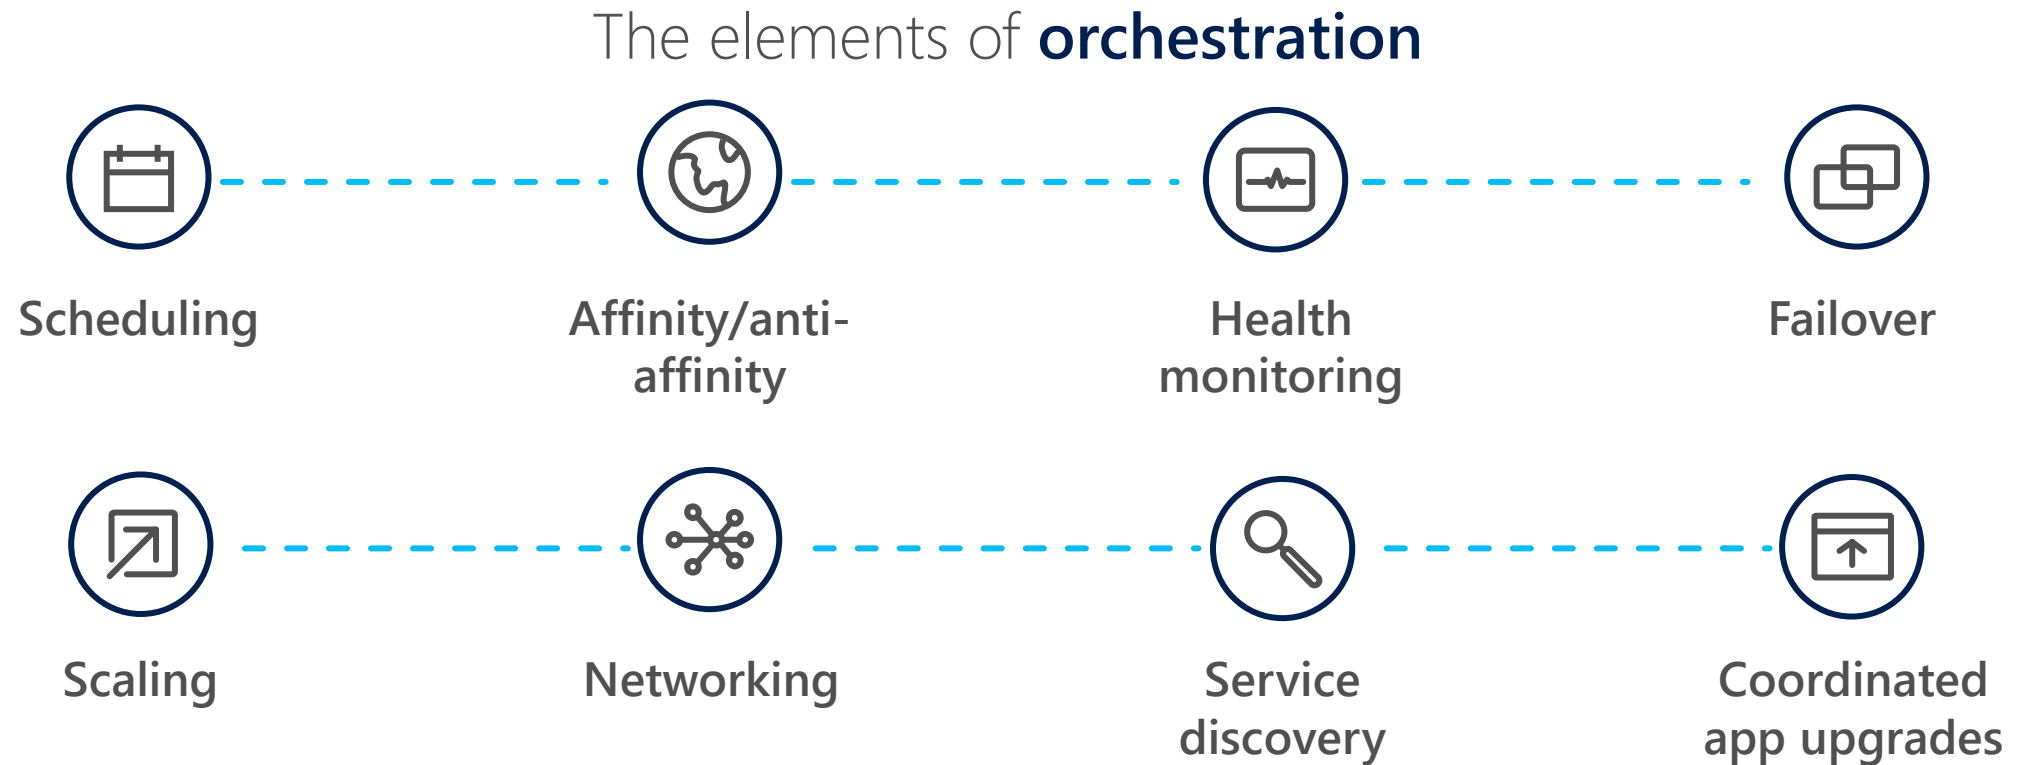 The elements of orchestration
Scheduling
Affinity/anti-
affinity
Health
monitoring
Failover
Scaling
Networking
Service
discovery
Coordinated
app upgrades